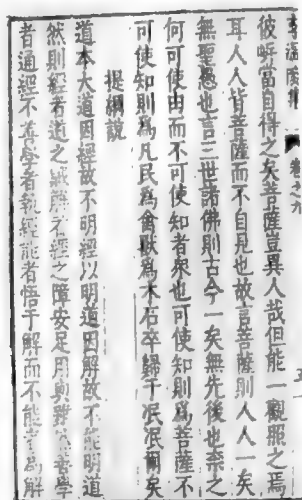 彼岸當自得之矣菩薩豈異人哉但能一觀照之焉
耳人人皆菩薩而不自見也故言菩薩則人人一矣
無聖愚也言三世諸佛則古今一矣無先後也柰之
何可使由而不可使知者衆也可使知則爲菩薩不
可使知則爲凡民爲禽獸爲木石卒歸于泯泯爾矣
提綱說
道本大道因經故不明經以明道因解故不能明道
然則經者道之賊解者經之障安足用與雖善學
者通經不善學者執經能者悟于解而不能者爲解